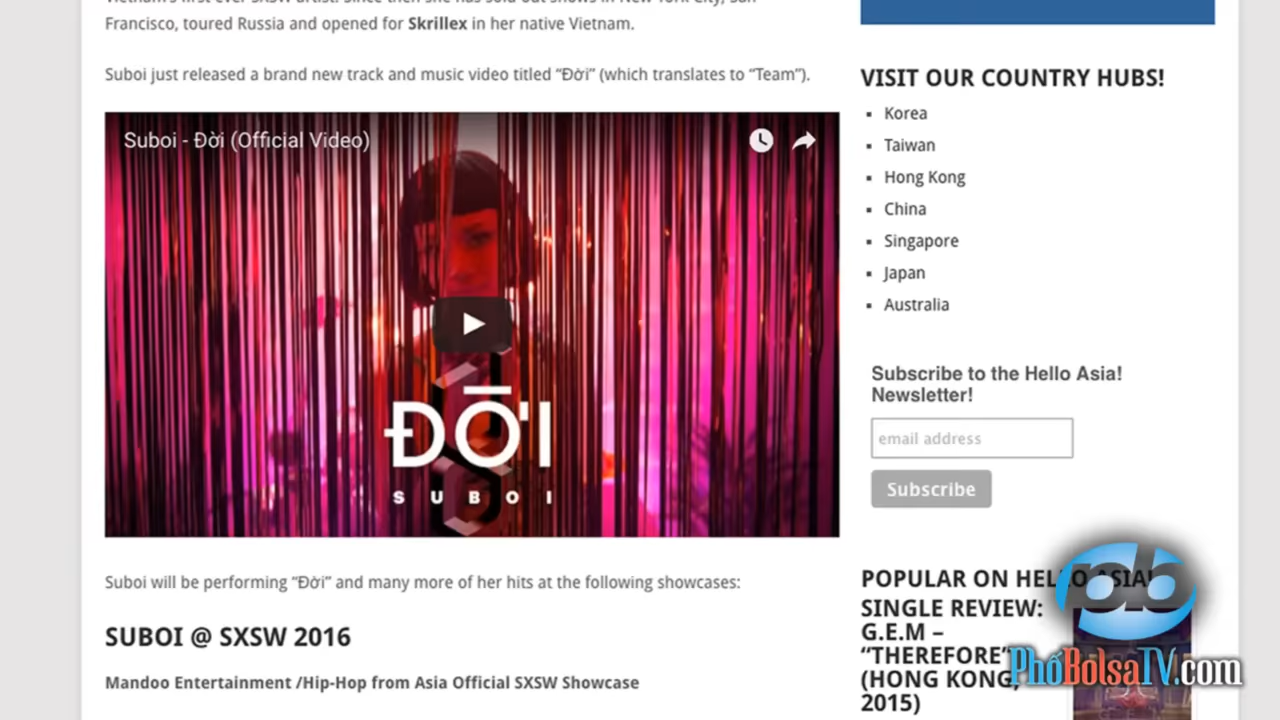 Francisco, toured Russia and opened for Skrillex in her native Vietnam.
Suboi just released a brand new track and music video titled “Đời” (which translates to “Team”).
Suboi - Đời (Official Video)
ĐỜI
SUBOI
Suboi will be performing “Đời” and many more of her hits at the following showcases:
SUBOI @ SXSW 2016
Mandoo Entertainment /Hip-Hop from Asia Official SXSW Showcase
VISIT OUR COUNTRY HUBS!
Korea
Taiwan
Hong Kong
China
Singapore
Japan
Australia
Subscribe to the Hello Asia!
Newsletter!
email address
Subscribe
POPULAR ON HELLO ASIA!
SINGLE REVIEW:
G.E.M –
“THEREFORE”
(HONG KONG,
2015)
pb
PhốBolsaTV.com